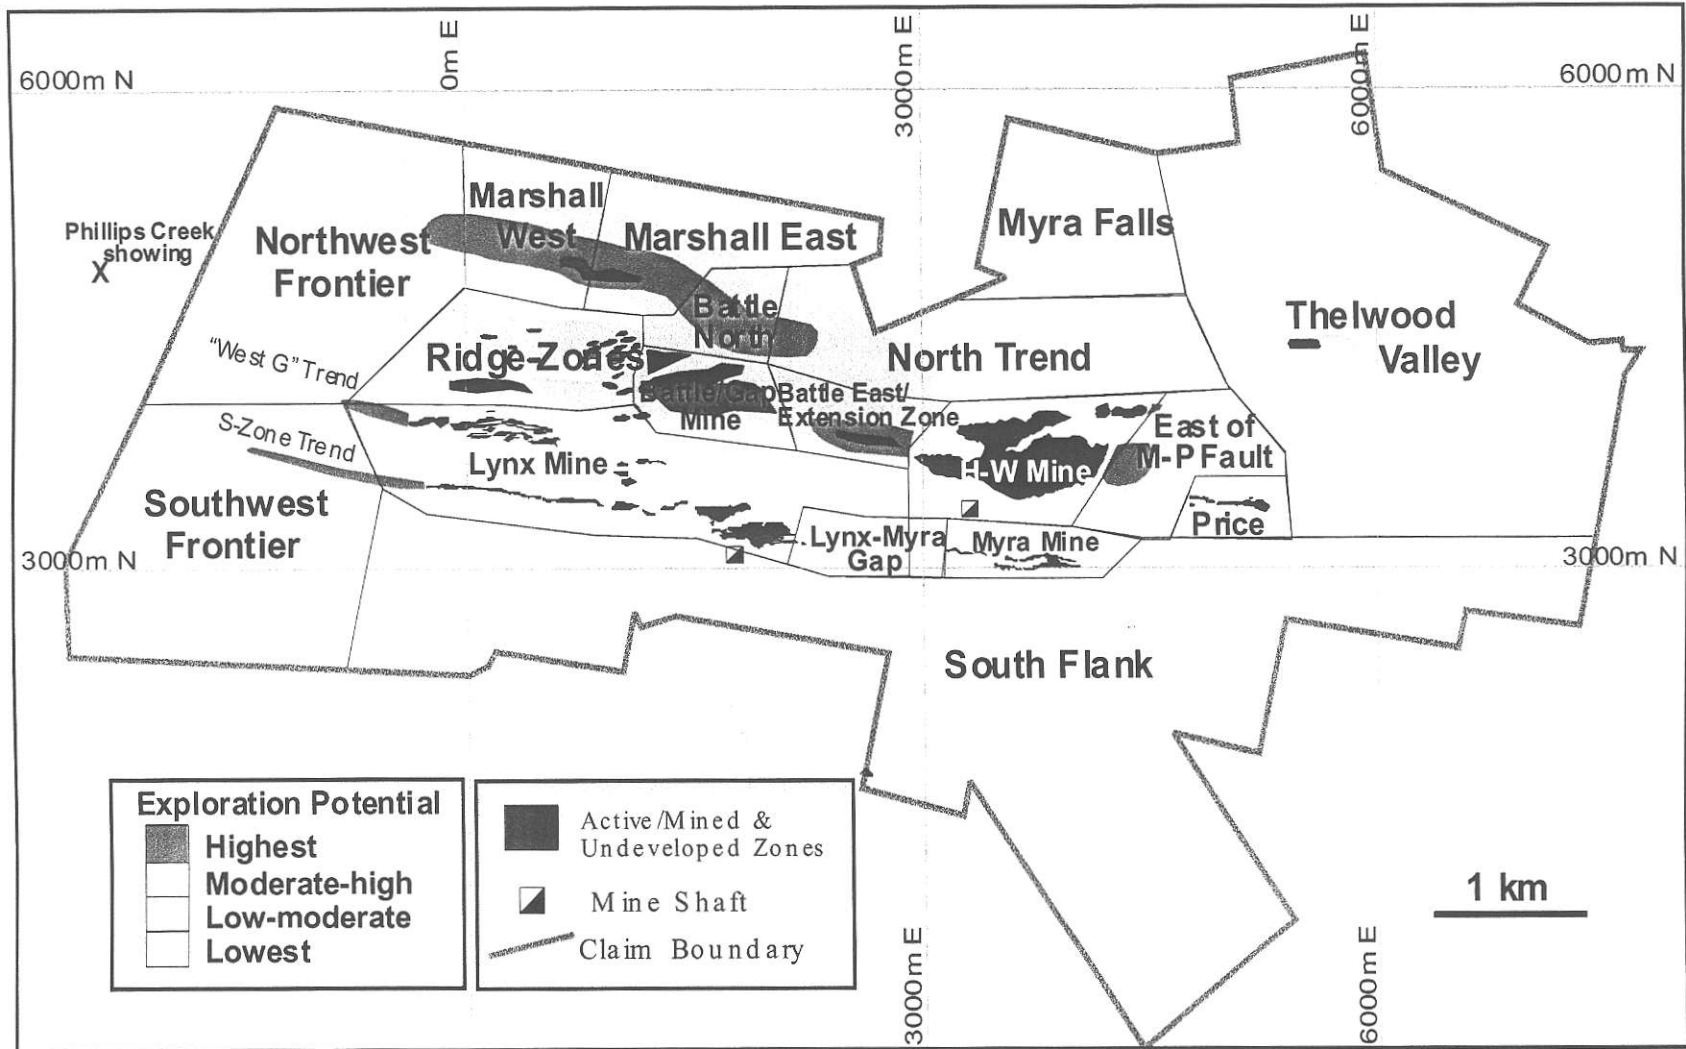 0m E
3000m E
6000m E
6000m N
6000m N
Marshall
West
Marshall East
Myra Falls
Phillips Creek
showing
X
Northwest
Frontier
Battle
North
Thelwood
Valley
"West G" Trend
Ridge Zones
North Trend
Battle/Gap
Mine
Battle East/
Extension Zone
S-Zone Trend
Lynx Mine
H-W Mine
East of
M-P Fault
Southwest
Frontier
Price
Lynx-Myra
Gap
Myra Mine
3000m N
3000m N
South Flank
Exploration Potential
Highest
Moderate-high
Low-moderate
Lowest
Active/Mined &
Undeveloped Zones
Mine Shaft
Claim Boundary
1 km
3000m E
6000m E